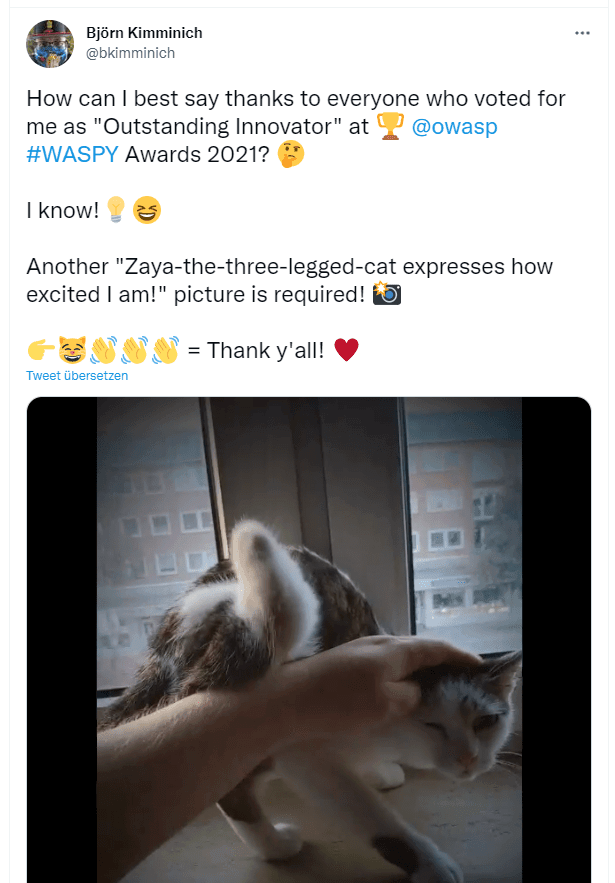 Björn Kimminich
@bkimminich
How can I best say thanks to everyone who voted for
me as "Outstanding Innovator" at 🏆 @owasp
#WASPY Awards 2021? 🤔
I know! 💡😆
Another "Zaya-the-three-legged-cat expresses how
excited I am!" picture is required! 📸
👉😸👋👋👋 = Thank y'all! ♥
Tweet übersetzen